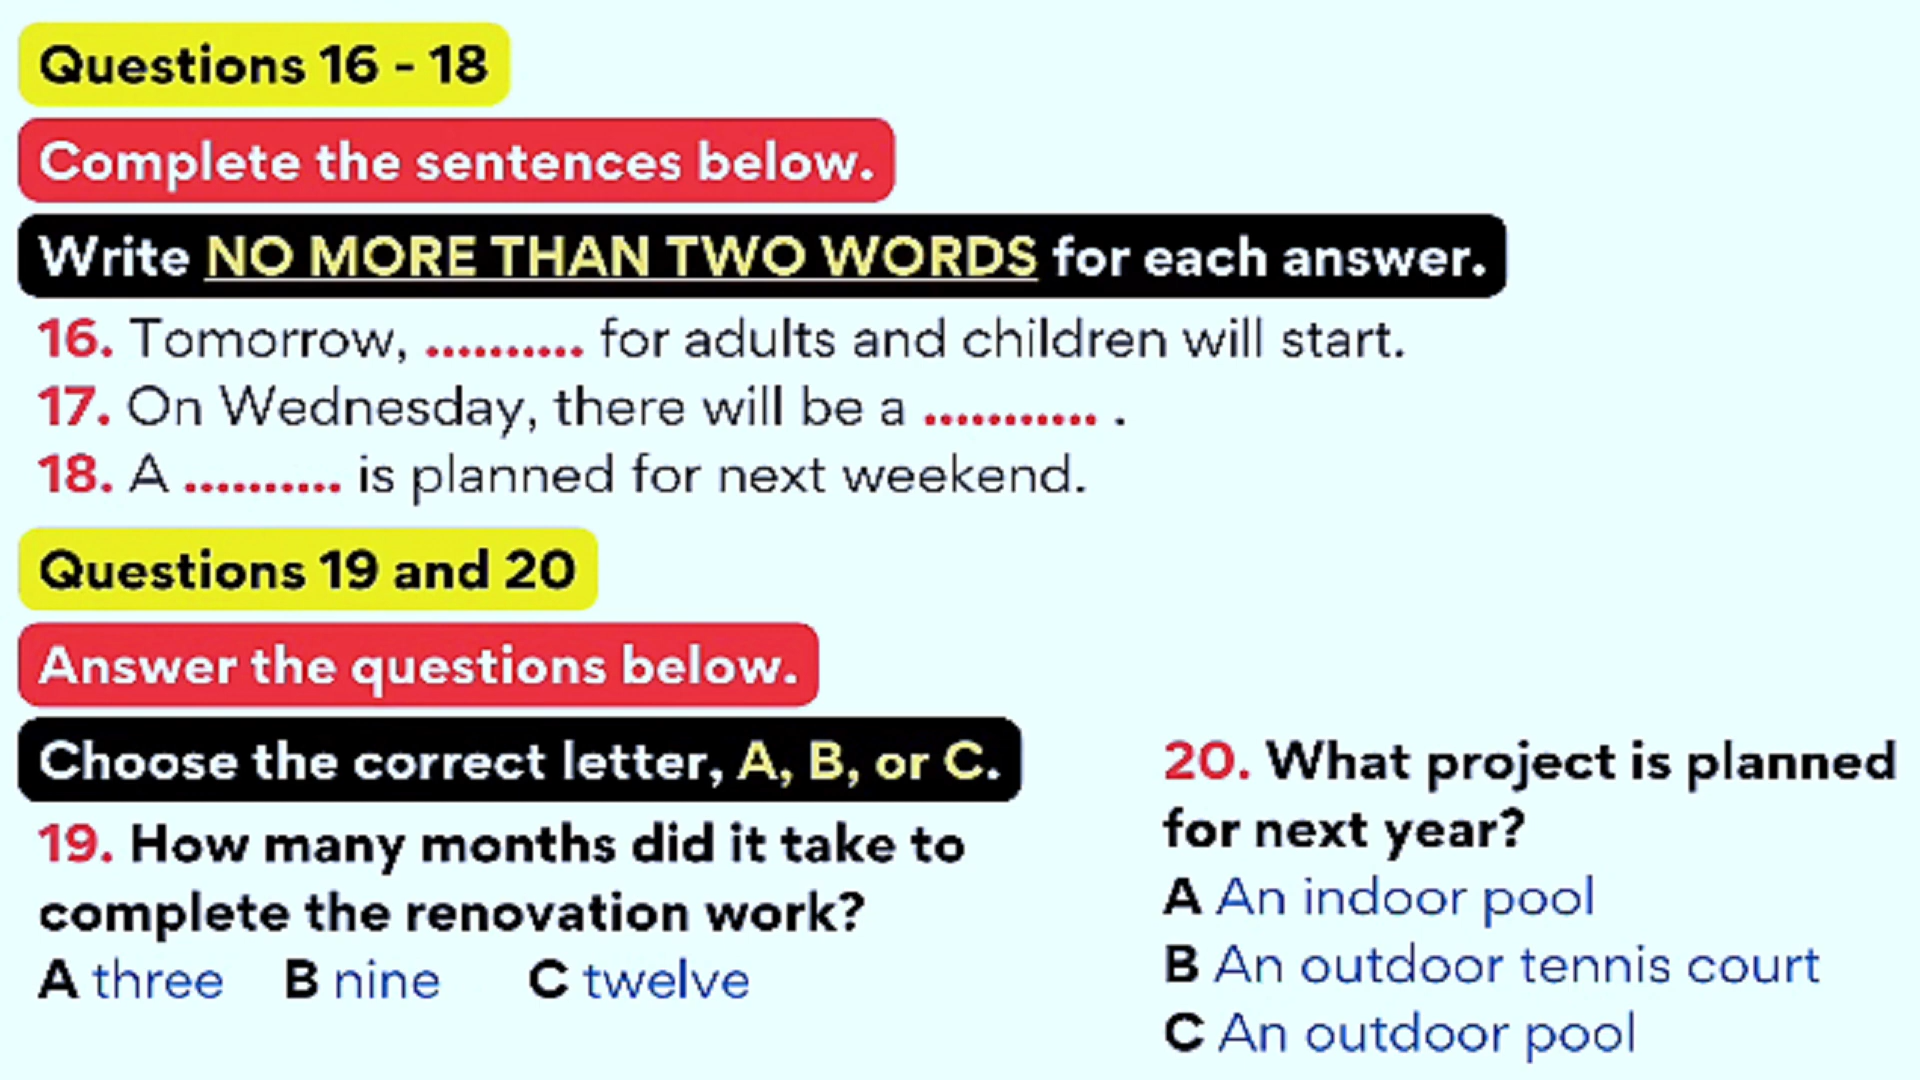 Questions 16 - 18
Complete the sentences below.
Write NO MORE THAN TWO WORDS for each answer.
16. Tomorrow, .......... for adults and children will start.
17. On Wednesday, there will be a ........... .
18. A .......... is planned for next weekend.
Questions 19 and 20
Answer the questions below.
Choose the correct letter, A, B, or C.
19. How many months did it take to
complete the renovation work?
A three B nine C twelve
20. What project is planned
for next year?
A An indoor pool
B An outdoor tennis court
C An outdoor pool